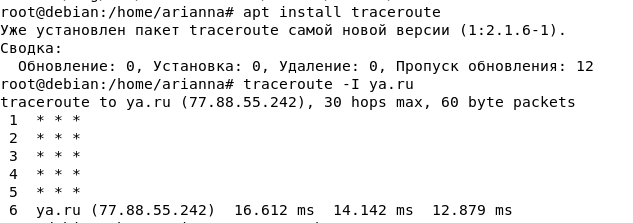 root@debian:/home/arianna# apt install traceroute
Уже установлен пакет traceroute самой новой версии (1:2.1.6-1).
Сводка:
  Обновление: 0, Установка: 0, Удаление: 0, Пропуск обновления: 12
root@debian:/home/arianna# traceroute -I ya.ru
traceroute to ya.ru (77.88.55.242), 30 hops max, 60 byte packets
 1  * * *
 2  * * *
 3  * * *
 4  * * *
 5  * * *
 6  ya.ru (77.88.55.242)  16.612 ms  14.142 ms  12.879 ms